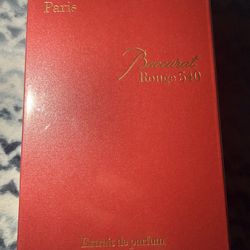 Paris
Baccarat
Rouge 540
Extrait de parfum